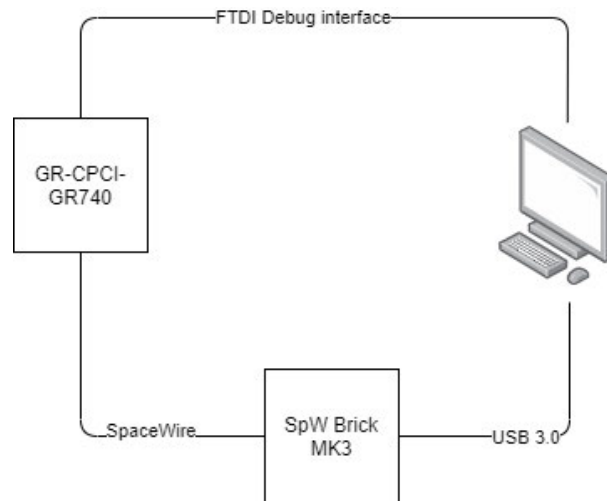 FTDI Debug interface
GR-CPCI-
GR740
SpaceWire
SpW Brick
MK3
USB 3.0